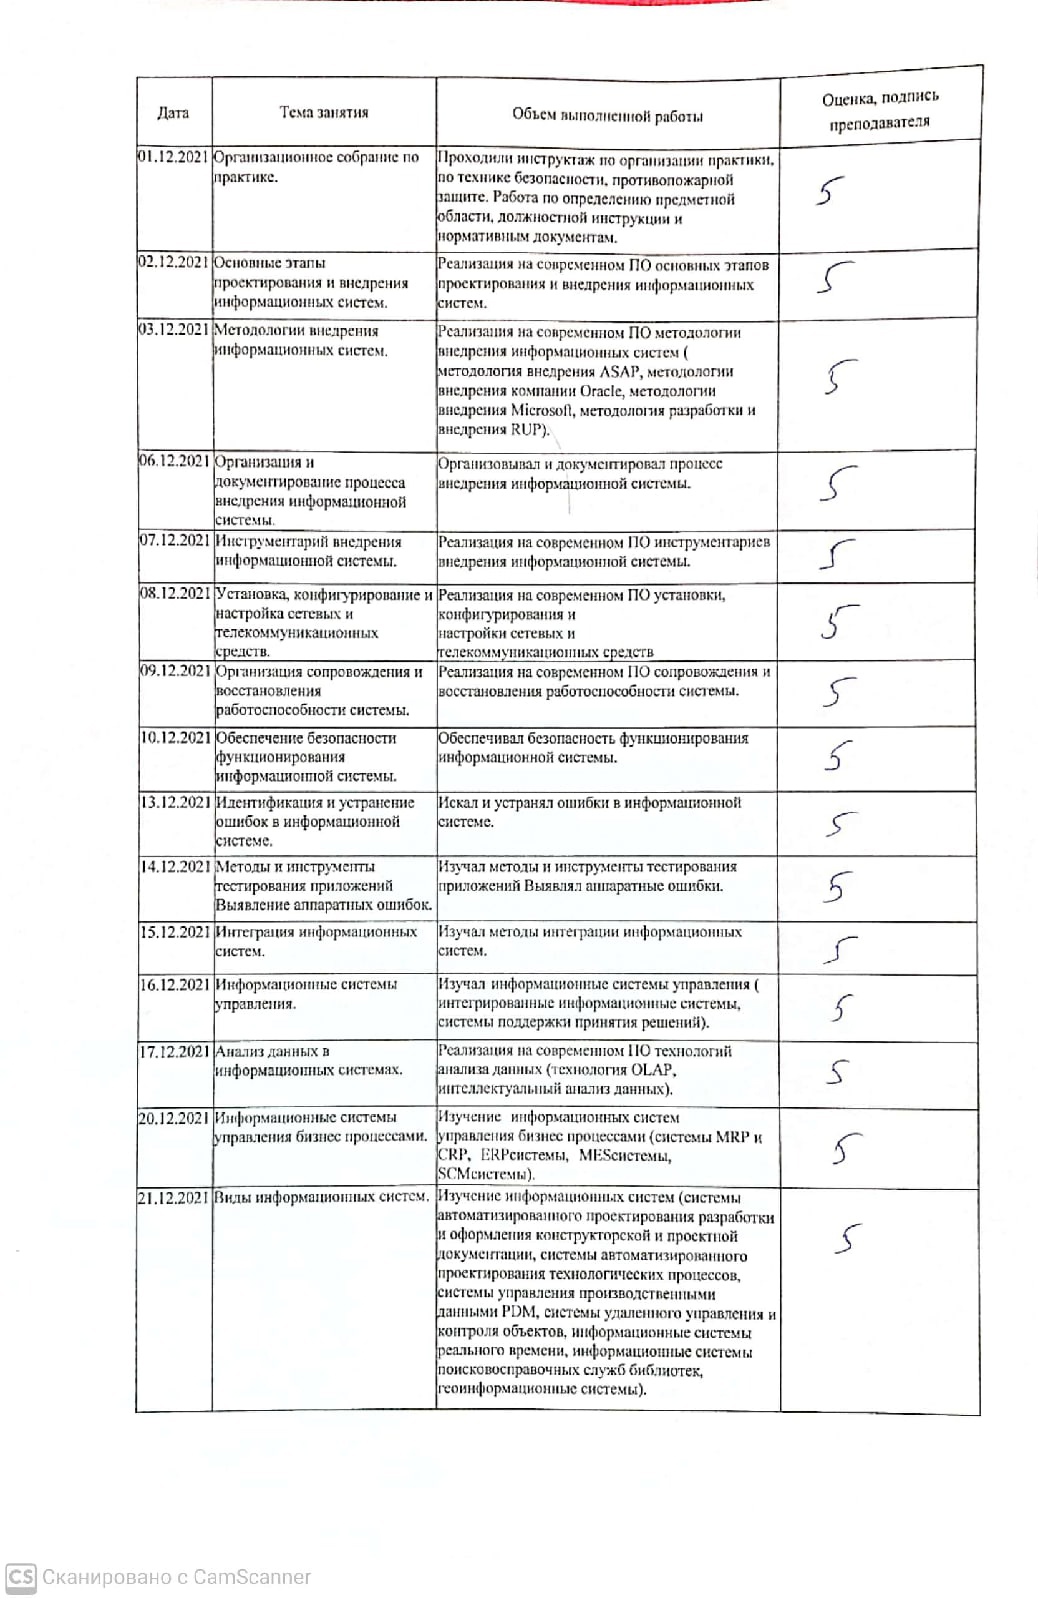 Дата
Тема занятия
Объем выполненной работы
Оценка, подпись
преподавателя
01.12.2021
Организационное собрание по
практике.
Проходили инструктаж по организации практики,
по технике безопасности, противопожарной
защите. Работа по определению предметной
области, должностной инструкции и
нормативным документам.
5
02.12.2021
Основные этапы
проектирования и внедрения
информационных систем.
Реализация на современном ПО основных этапов
проектирования и внедрения информационных
систем.
5
03.12.2021
Методологии внедрения
информационных систем.
Реализация на современном ПО методологии
внедрения информационных систем (
методология внедрения ASAP, методологии
внедрения компании Oracle, методологии
внедрения Microsoft, методология разработки и
внедрения RUP).
5
06.12.2021
Организация и
документирование процесса
внедрения информационной
системы.
Организовывал и документировал процесс
внедрения информационной системы.
5
07.12.2021
Инструментарий внедрения
информационной системы.
Реализация на современном ПО инструментариев
внедрения информационной системы.
5
08.12.2021
Установка, конфигурирование и
настройка сетевых и
телекоммуникационных
средств.
Реализация на современном ПО установки,
конфигурирования и
настройки сетевых и
телекоммуникационных средств
5
09.12.2021
Организация сопровождения и
восстановления
работоспособности системы.
Реализация на современном ПО сопровождения и
восстановления работоспособности системы.
5
10.12.2021
Обеспечение безопасности
функционирования
информационной системы.
Обеспечивал безопасность функционирования
информационной системы.
5
13.12.2021
Идентификация и устранение
ошибок в информационной
системе.
Искал и устранял ошибки в информационной
системе.
5
14.12.2021
Методы и инструменты
тестирования приложений
Выявление аппаратных ошибок.
Изучал методы и инструменты тестирования
приложений Выявлял аппаратные ошибки.
5
15.12.2021
Интеграция информационных
систем.
Изучал методы интеграции информационных
систем.
5
16.12.2021
Информационные системы
управления.
Изучал информационные системы управления (
интегрированные информационные системы,
системы поддержки принятия решений).
5
17.12.2021
Анализ данных в
информационных системах.
Реализация на современном ПО технологий
анализа данных (технология OLAP,
интеллектуальный анализ данных).
5
20.12.2021
Информационные системы
управления бизнес процессами.
Изучение информационных систем
управления бизнес процессами (системы MRP и
CRP, ERPсистемы, MESсистемы,
SCMсистемы).
5
21.12.2021
Виды информационных систем.
Изучение информационных систем (системы
автоматизированного проектирования разработки
и оформления конструкторской и проектной
документации, системы автоматизированного
проектирования технологических процессов,
системы управления производственными
данными PDM, системы удаленного управления и
контроля объектов, информационные системы
реального времени, информационные системы
поисковосправочных служб библиотек,
геоинформационные системы).
5
CS Сканировано с CamScanner